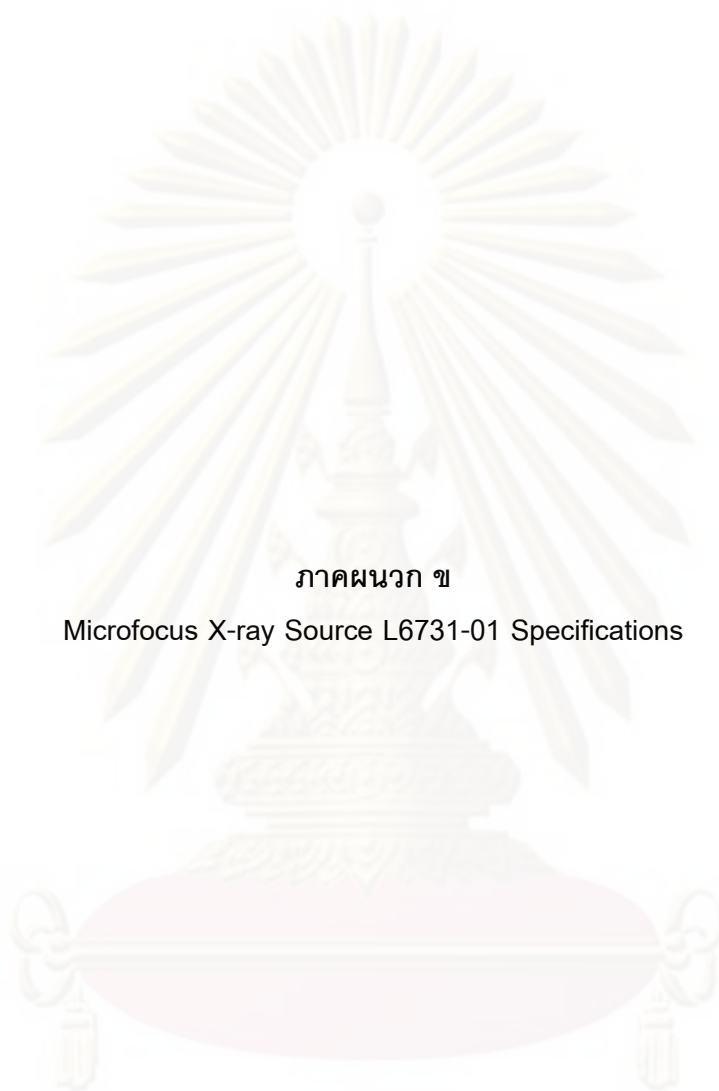 ภาคผนวก ข
Microfocus X-ray Source L6731-01 Specifications